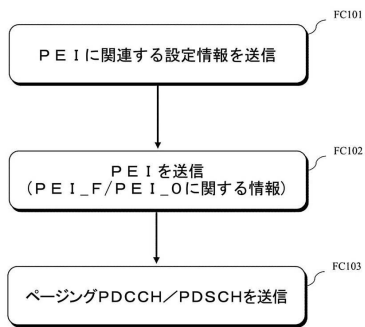 FC101
ＰＥＩに関連する設定情報を送信
FC102
ＰＥＩを送信
(ＰＥＩ_Ｆ/ＰＥＩ_Ｏに関する情報)
FC103
ページングＰＤＣＣＨ／ＰＤＳＣＨを送信